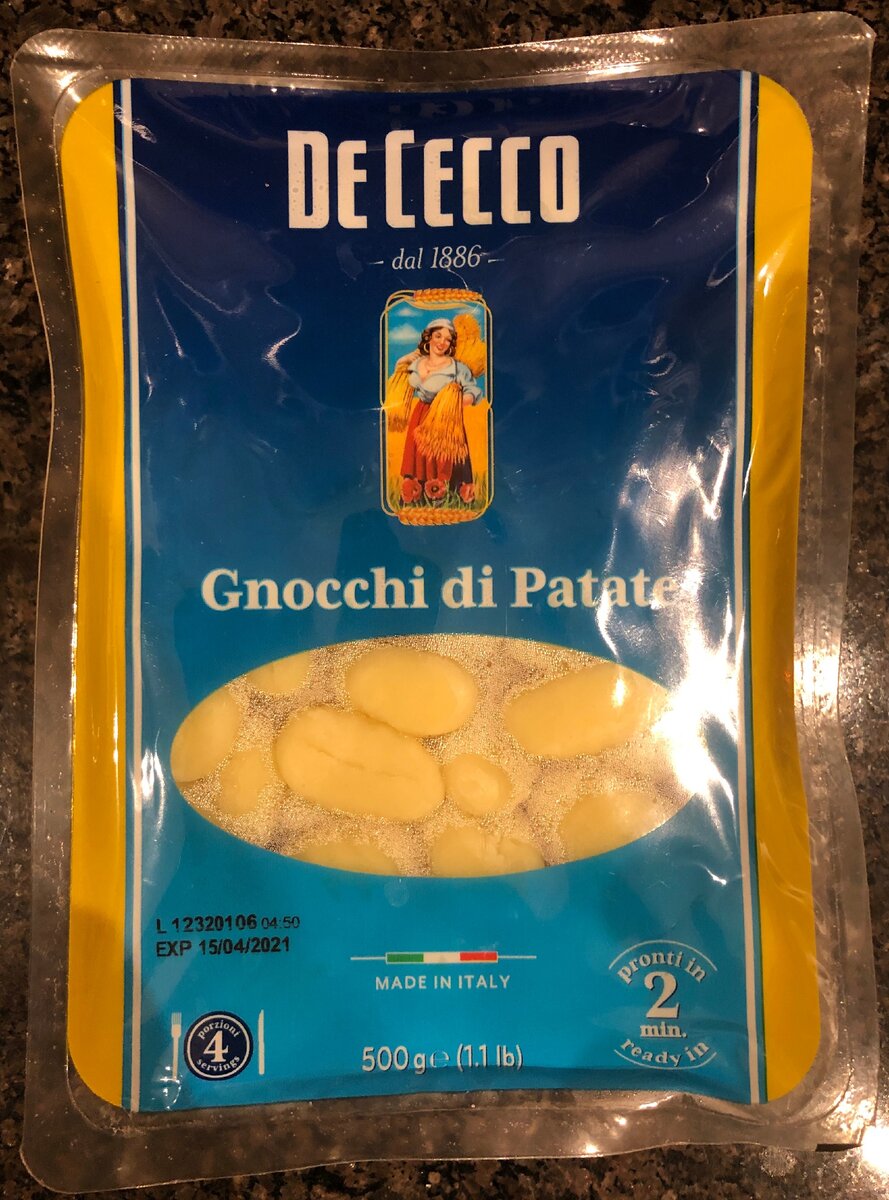 DE CECCO
dal 1886
Gnocchi di Patate
L 12320106 04:50
EXP 15/04/2021
MADE IN ITALY
pronti in
2
min.
ready in
porzioni
4
servings
500 g ℮ (1.1 lb)